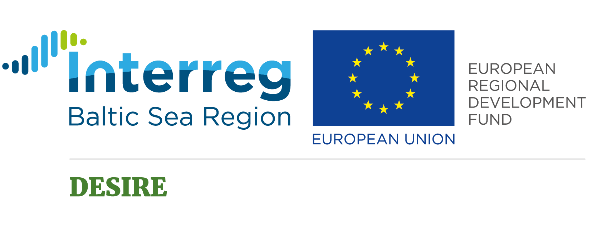 Interreg
Baltic Sea Region
EUROPEAN UNION
EUROPEAN
REGIONAL
DEVELOPMENT
FUND
DESIRE